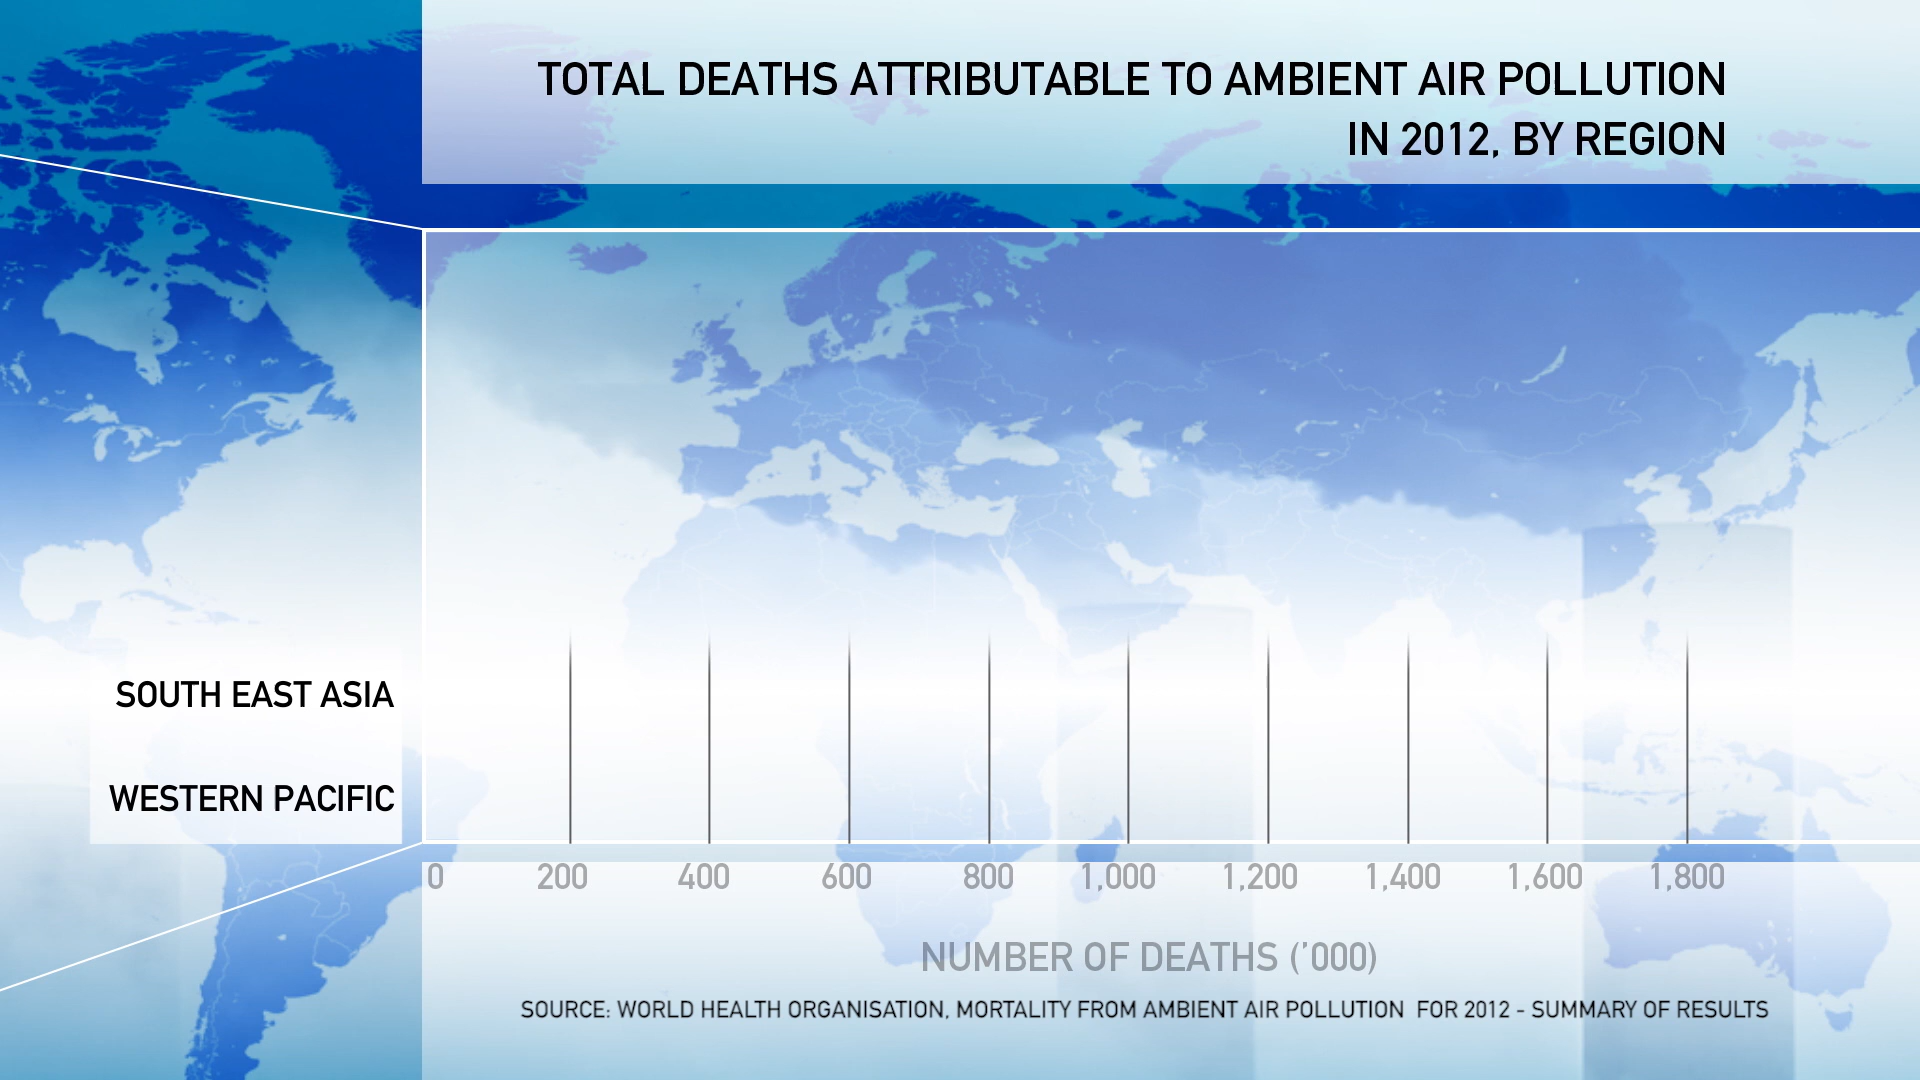 TOTAL DEATHS ATTRIBUTABLE TO AMBIENT AIR POLLUTION
IN 2012, BY REGION
SOUTH EAST ASIA
WESTERN PACIFIC
0 200 400 600 800 1,000 1,200 1,400 1,600 1,800
NUMBER OF DEATHS (’000)
SOURCE: WORLD HEALTH ORGANISATION, MORTALITY FROM AMBIENT AIR POLLUTION FOR 2012 - SUMMARY OF RESULTS